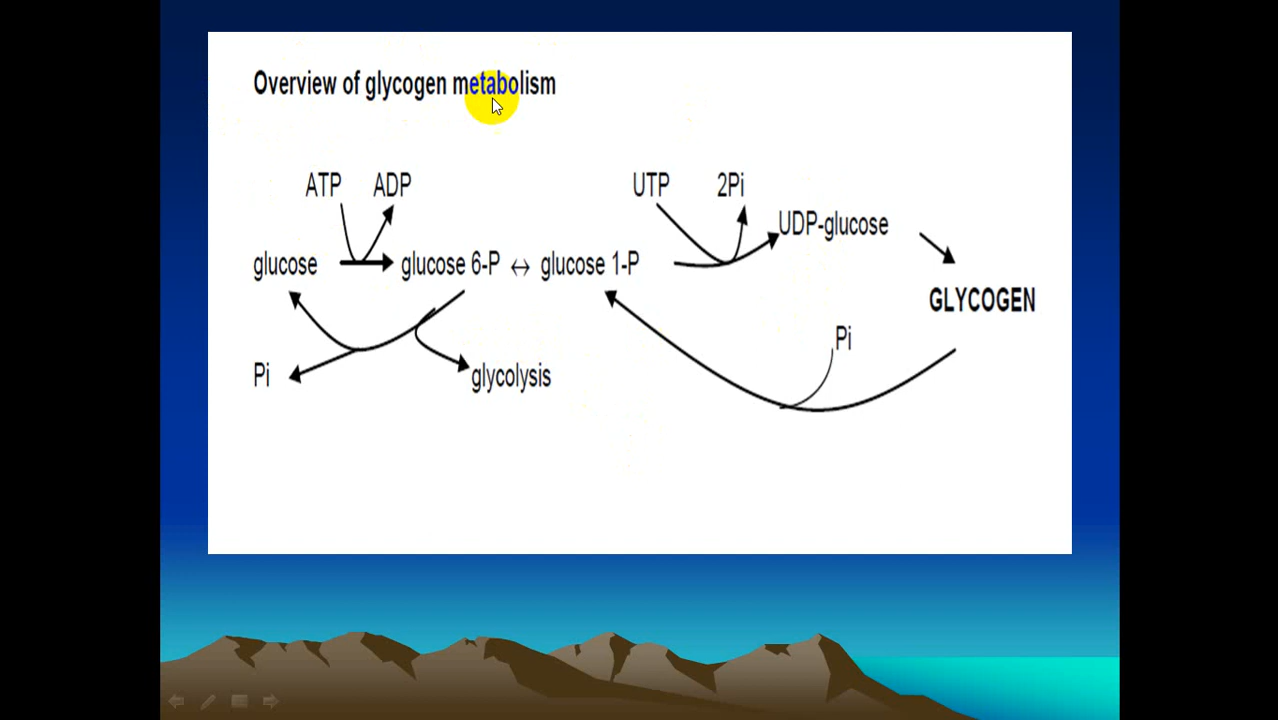 Overview of glycogen metabolism
ATP ADP UTP 2Pi
UDP-glucose
glucose glucose 6-P ↔ glucose 1-P
GLYCOGEN
Pi
Pi glycolysis